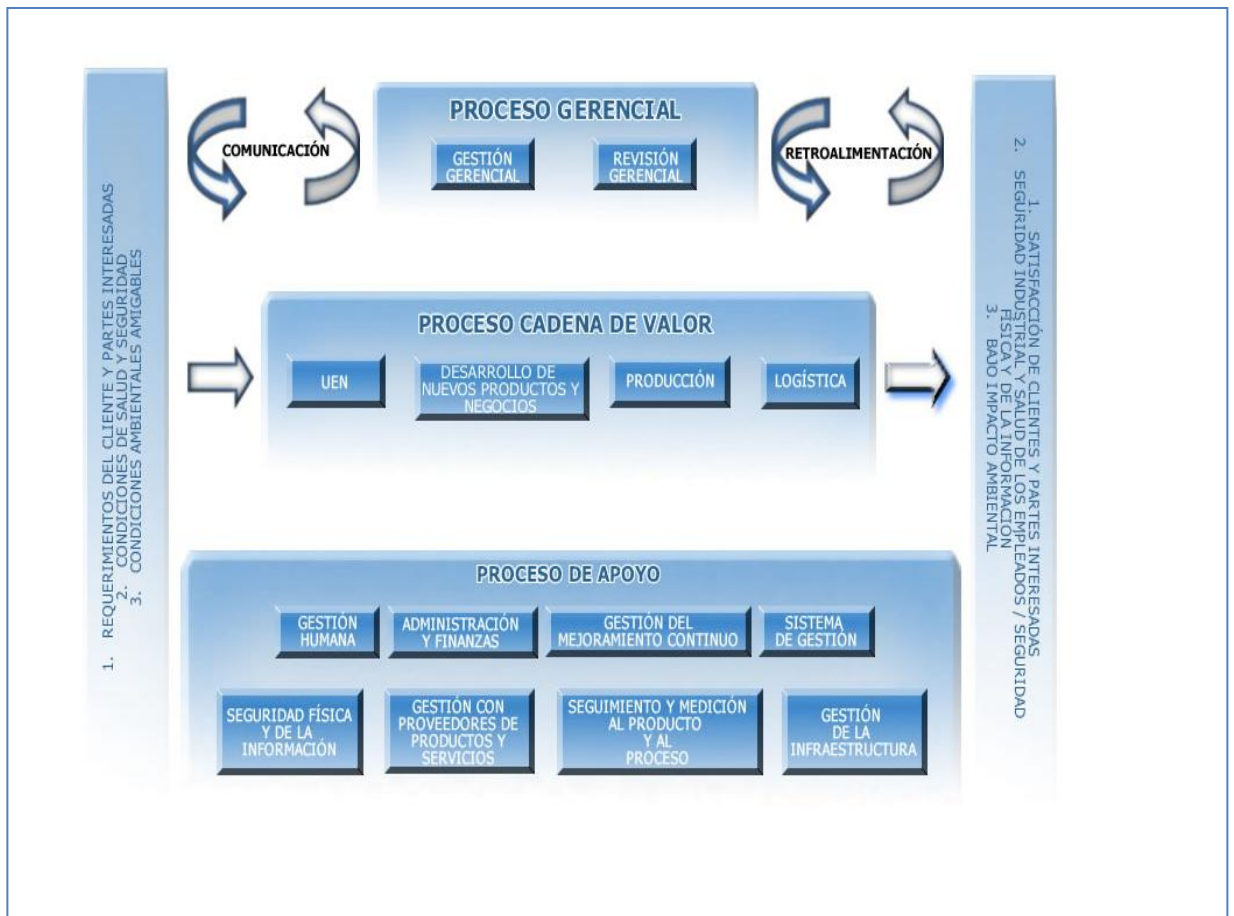 1. REQUERIMIENTOS DEL CLIENTE Y PARTES INTERESADAS
2. CONDICIONES DE SALUD Y SEGURIDAD
3. CONDICIONES AMBIENTALES AMIGABLES
COMUNICACIÓN
PROCESO GERENCIAL
GESTIÓN
GERENCIAL
REVISIÓN
GERENCIAL
RETROALIMENTACIÓN
PROCESO CADENA DE VALOR
UEN
DESARROLLO DE
NUEVOS PRODUCTOS Y
NEGOCIOS
PRODUCCIÓN
LOGÍSTICA
PROCESO DE APOYO
GESTIÓN
HUMANA
ADMINISTRACIÓN
Y FINANZAS
GESTIÓN DEL
MEJORAMIENTO CONTINUO
SISTEMA
DE GESTIÓN
SEGURIDAD FÍSICA
Y DE LA
INFORMACIÓN
GESTIÓN CON
PROVEEDORES DE
PRODUCTOS Y
SERVICIOS
SEGUIMIENTO Y MEDICIÓN
AL PRODUCTO
Y AL
PROCESO
GESTIÓN
DE LA
INFRAESTRUCTURA
1. SATISFACCIÓN DE CLIENTES Y PARTES INTERESADAS
2. SEGURIDAD INDUSTRIAL Y SALUD DE LOS EMPLEADOS / SEGURIDAD
FÍSICA Y DE LA INFORMACIÓN
3. BAJO IMPACTO AMBIENTAL